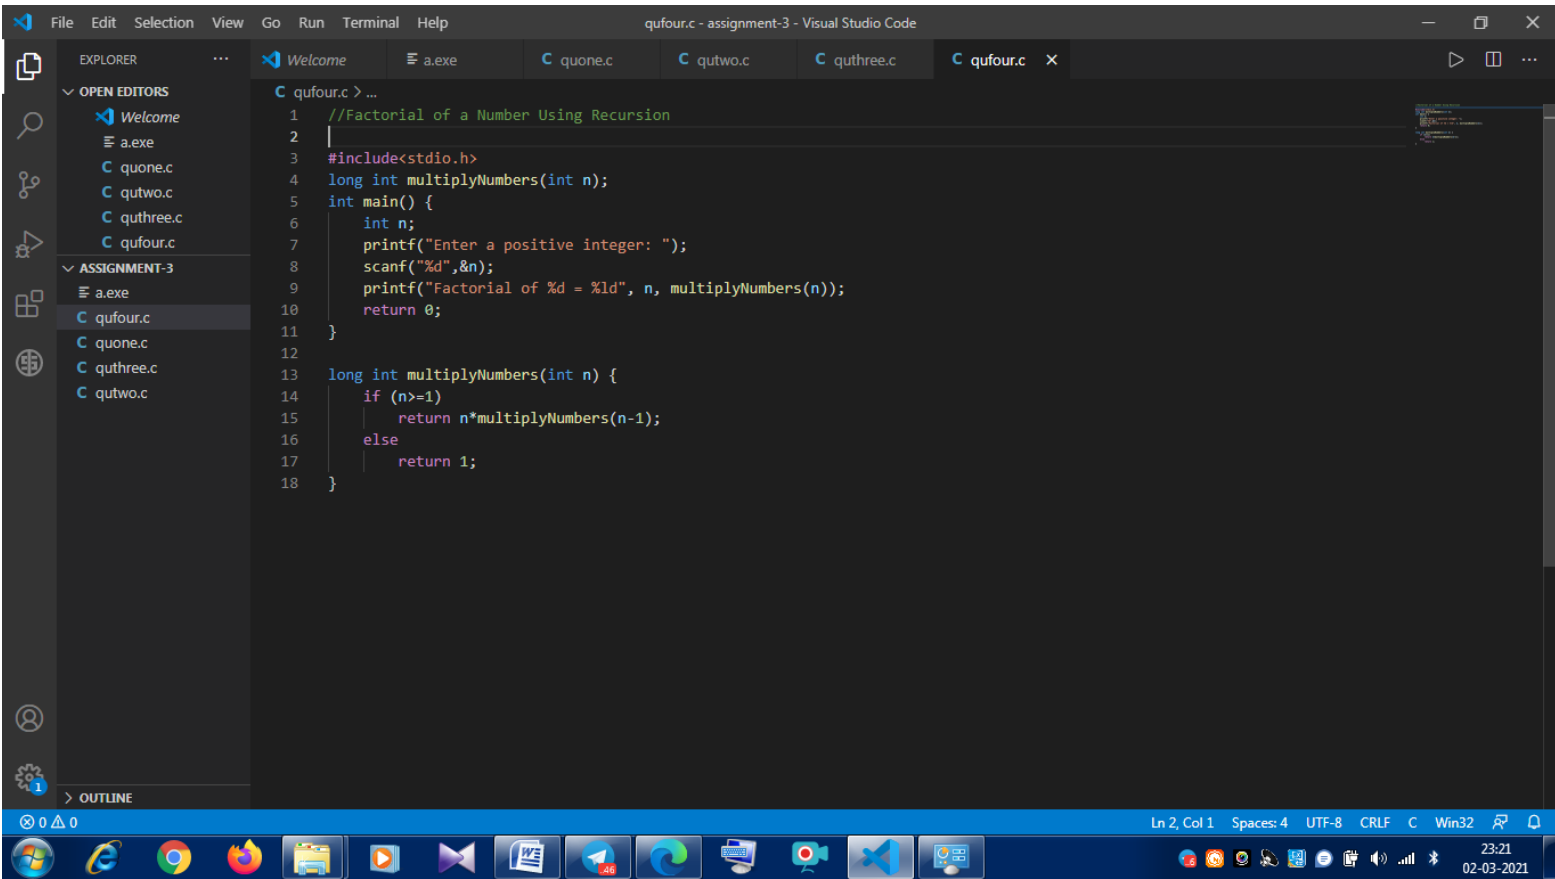 File Edit Selection View Go Run Terminal Help qufour.c - assignment-3 - Visual Studio Code
EXPLORER
Welcome a.exe quone.c qutwo.c quthree.c qufour.c
OPEN EDITORS
Welcome
a.exe
C quone.c
C qutwo.c
C quthree.c
C qufour.c
ASSIGNMENT-3
a.exe
C qufour.c
C quone.c
C quthree.c
C qutwo.c
OUTLINE
C qufour.c > ...
1 //Factorial of a Number Using Recursion
2
3 #include<stdio.h>
4 long int multiplyNumbers(int n);
5 int main() {
6 int n;
7 printf("Enter a positive integer: ");
8 scanf("%d",&n);
9 printf("Factorial of %d = %ld", n, multiplyNumbers(n));
10 return 0;
11 }
12
13 long int multiplyNumbers(int n) {
14 if (n>=1)
15 return n*multiplyNumbers(n-1);
16 else
17 return 1;
18 }
1
0 0 Ln 2, Col 1 Spaces: 4 UTF-8 CRLF C Win32
23:21
02-03-2021